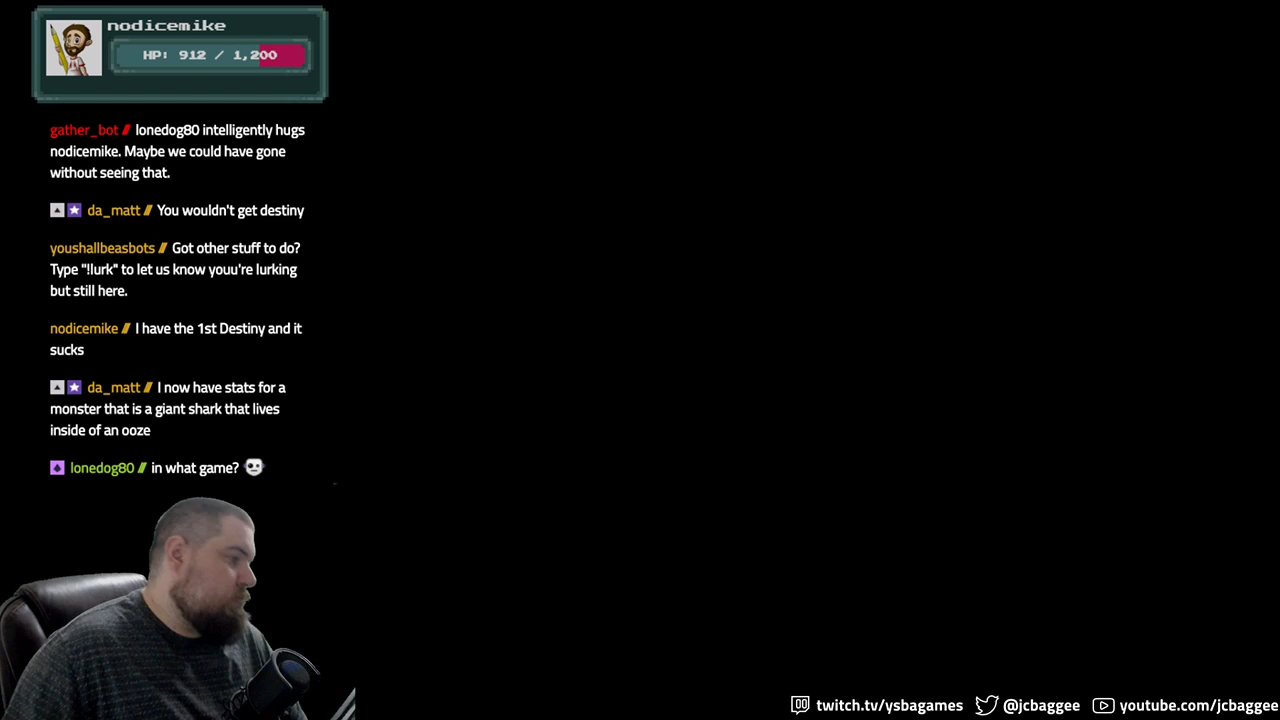 nodicemike
HP: 912 / 1,200
gather_bot // lonedog80 intelligently hugs
nodicemike. Maybe we could have gone
without seeing that.
da_matt // You wouldn't get destiny
youshallbeasbots // Got other stuff to do?
Type "!lurk" to let us know youu're lurking
but still here.
nodicemike // I have the 1st Destiny and it
sucks
da_matt // I now have stats for a
monster that is a giant shark that lives
inside of an ooze
lonedog80 // in what game?
twitch.tv/ysbagames @jcbaggee youtube.com/jcbaggee